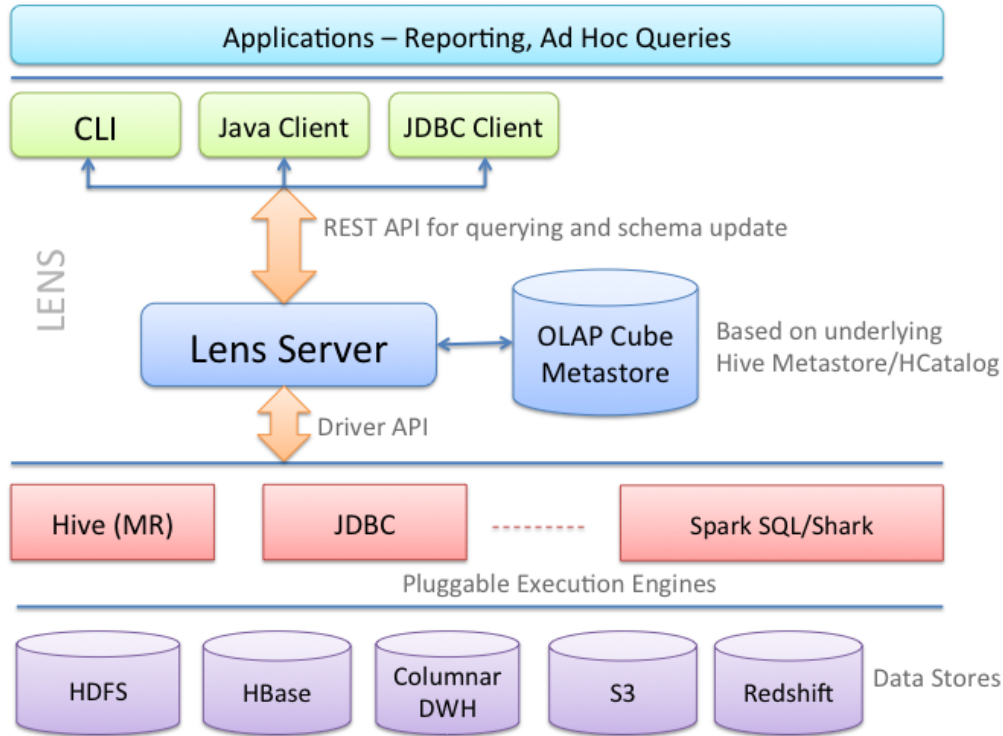 Applications – Reporting, Ad Hoc Queries
CLI
Java Client
JDBC Client
REST API for querying and schema update
LENS
Lens Server
OLAP Cube
Metastore
Based on underlying
Hive Metastore/HCatalog
Driver API
Hive (MR)
JDBC
Spark SQL/Shark
Pluggable Execution Engines
HDFS
HBase
Columnar
DWH
S3
Redshift
Data Stores